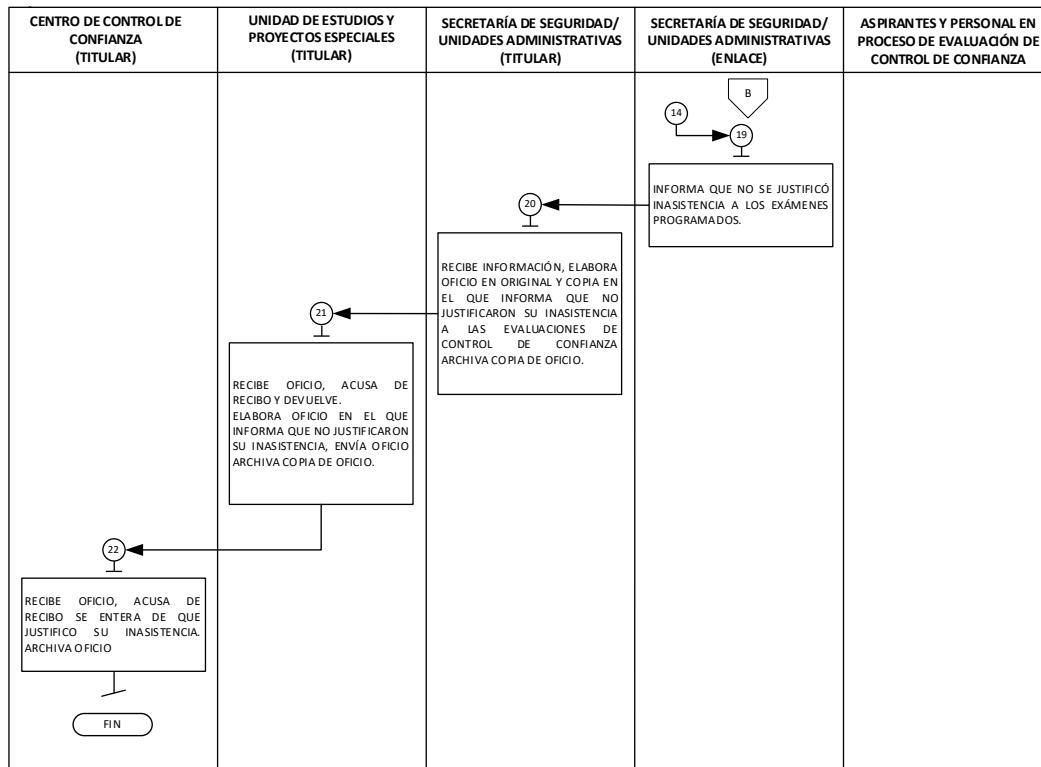 CENTRO DE CONTROL DE
CONFIANZA
(TITULAR)
UNIDAD DE ESTUDIOS Y
PROYECTOS ESPECIALES
(TITULAR)
SECRETARÍA DE SEGURIDAD/
UNIDADES ADMINISTRATIVAS
(TITULAR)
SECRETARÍA DE SEGURIDAD/
UNIDADES ADMINISTRATIVAS
(ENLACE)
ASPIRANTES Y PERSONAL EN
PROCESO DE EVALUACIÓN DE
CONTROL DE CONFIANZA
B
14
19
INFORMA QUE NO SE JUSTIFICÓ
INASISTENCIA A LOS EXÁMENES
PROGRAMADOS.
20
RECIBE INFORMACIÓN, ELABORA
OFICIO EN ORIGINAL Y COPIA EN
EL QUE INFORMA QUE NO
JUSTIFICARON SU INASISTENCIA
A LAS EVALUACIONES DE
CONTROL DE CONFIANZA
ARCHIVA COPIA DE OFICIO.
21
RECIBE OFICIO, ACUSA DE
RECIBO Y DEVUELVE.
ELABORA OFICIO EN EL QUE
INFORMA QUE NO JUSTIFICARON
SU INASISTENCIA, ENVÍA OFICIO
ARCHIVA COPIA DE OFICIO.
22
RECIBE OFICIO, ACUSA DE
RECIBO SE ENTERA DE QUE
JUSTIFICO SU INASISTENCIA.
ARCHIVA OFICIO
FIN